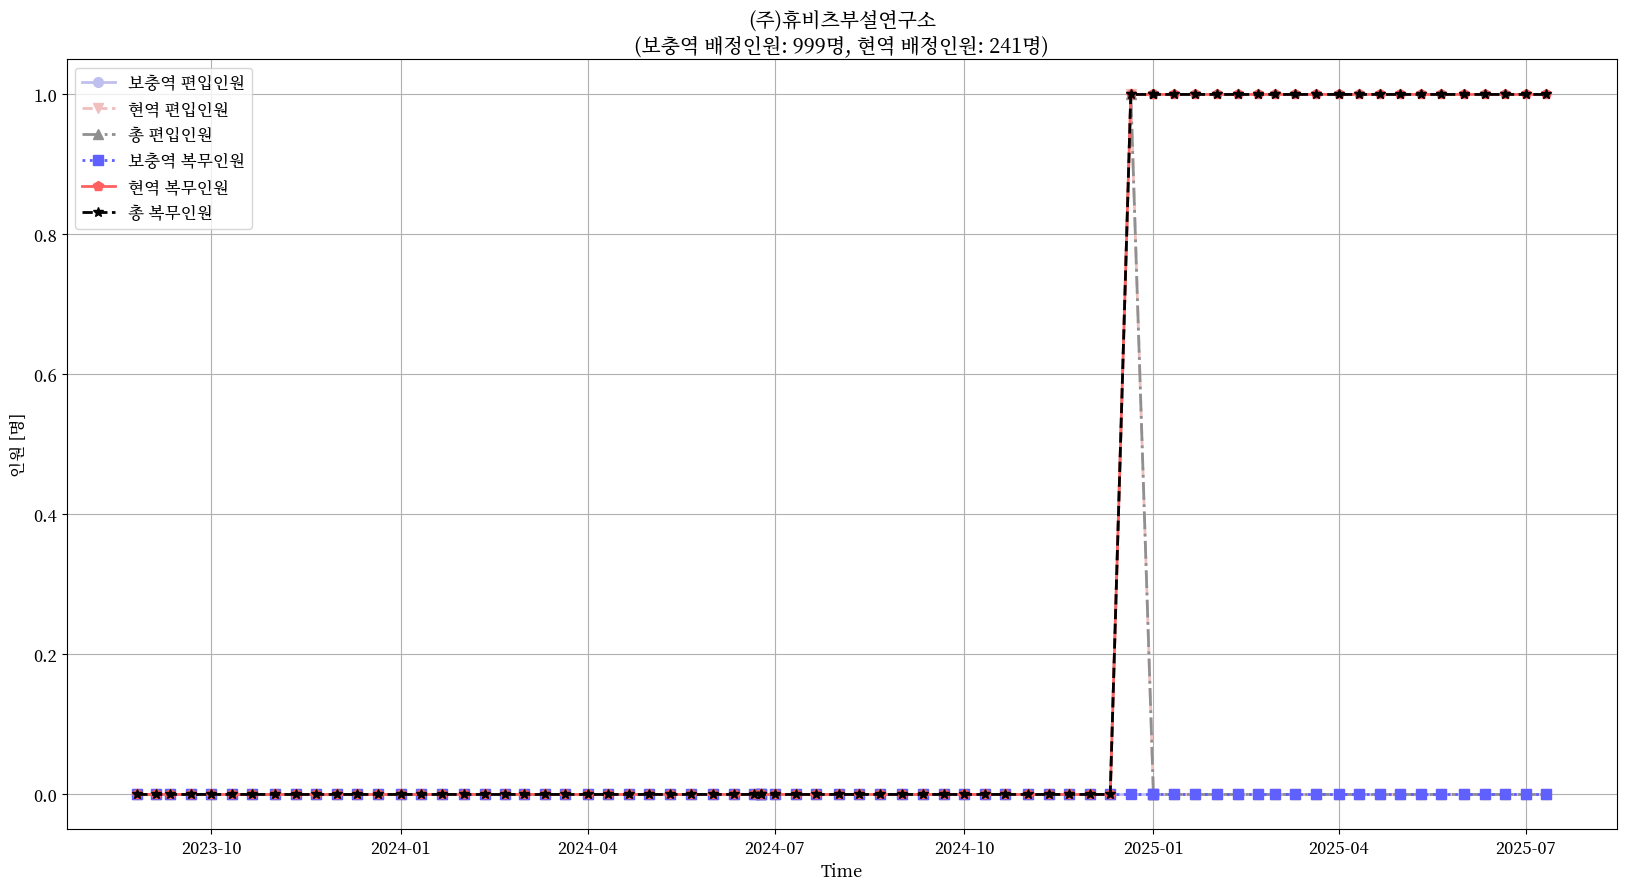 (주)휴비츠부설연구소
(보충역 배정인원: 999명, 현역 배정인원: 241명)
보충역 편입인원
현역 편입인원
총 편입인원
보충역 복무인원
현역 복무인원
총 복무인원
인원 [명]
1.0
0.8
0.6
0.4
0.2
0.0
2023-10
2024-01
2024-04
2024-07
2024-10
2025-01
2025-04
2025-07
Time